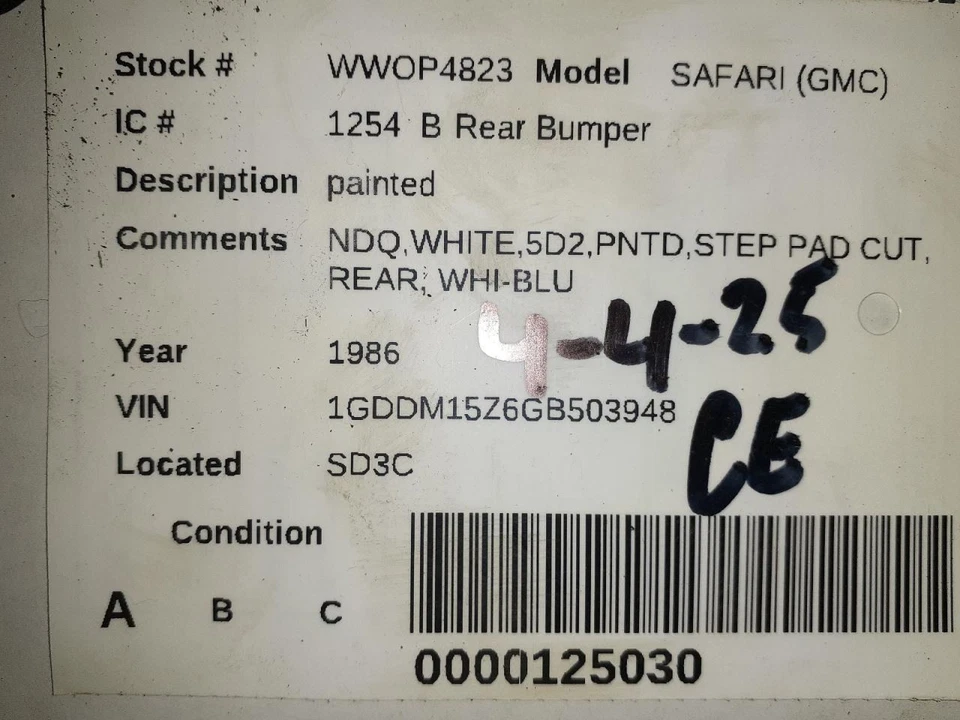 Stock # WWOP4823 Model SAFARI (GMC)
IC # 1254 B Rear Bumper
Description painted
Comments NDQ,WHITE,5D2,PNTD,STEP PAD CUT,
REAR; WHI-BLU
4-4-25
Year 1986
VIN 1GDDM15Z6GB503948
CE
Located SD3C
Condition
A B C
0000125030